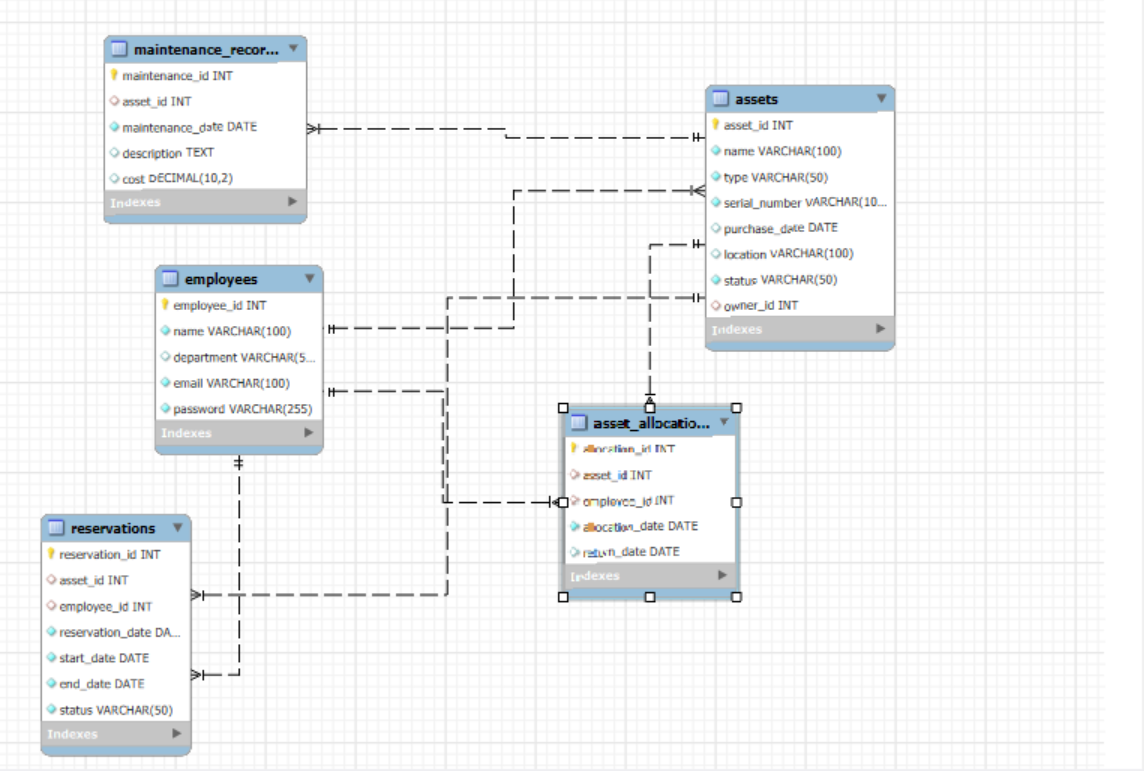 maintenance_recor...
maintenance_id INT
asset_id INT
maintenance_date DATE
description TEXT
cost DECIMAL(10,2)
Indexes
assets
asset_id INT
name VARCHAR(100)
type VARCHAR(50)
serial_number VARCHAR(10...
purchase_date DATE
location VARCHAR(100)
status VARCHAR(50)
owner_id INT
Indexes
employees
employee_id INT
name VARCHAR(100)
department VARCHAR(5...
email VARCHAR(100)
password VARCHAR(255)
Indexes
asset_allocatio...
allocation_id INT
asset_id INT
employee_id INT
allocation_date DATE
return_date DATE
Indexes
reservations
reservation_id INT
asset_id INT
employee_id INT
reservation_date DA...
start_date DATE
end_date DATE
status VARCHAR(50)
Indexes